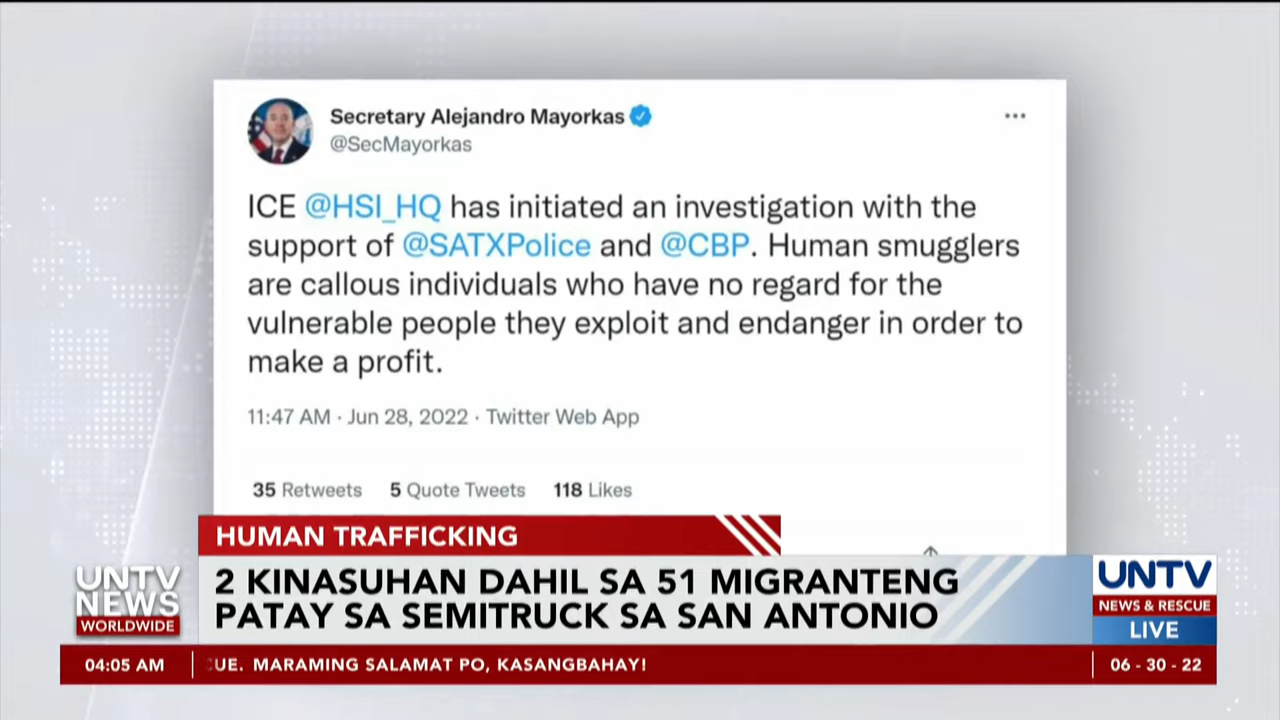 Secretary Alejandro Mayorkas
@SecMayorkas
ICE @HSI_HQ has initiated an investigation with the
support of @SATXPolice and @CBP. Human smugglers
are callous individuals who have no regard for the
vulnerable people they exploit and endanger in order to
make a profit.
11:47 AM · Jun 28, 2022 · Twitter Web App
35 Retweets 5 Quote Tweets 118 Likes
HUMAN TRAFFICKING
2 KINASUHAN DAHIL SA 51 MIGRANTENG
PATAY SA SEMITRUCK SA SAN ANTONIO
UNTV
NEWS
WORLDWIDE
UNTV
NEWS & RESCUE
LIVE
04:05 AM
MARAMING SALAMAT PO, KASANGBAHAY!
06 - 30 - 22